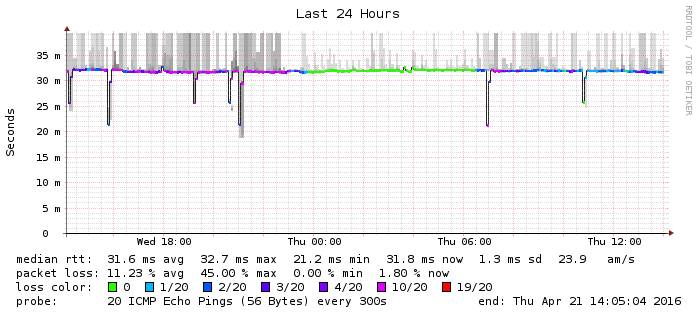 Last 24 Hours
RRDTOOL / TOBI OETIKER
Seconds
35 m
30 m
25 m
20 m
15 m
10 m
5 m
0
Wed 18:00 Thu 00:00 Thu 06:00 Thu 12:00
median rtt: 31.6 ms avg 32.7 ms max 21.2 ms min 31.8 ms now 1.3 ms sd 23.9 am/s
packet loss: 11.23 % avg 45.00 % max 0.00 % min 1.80 % now
loss color: 0 1/20 2/20 3/20 4/20 10/20 19/20
probe: 20 ICMP Echo Pings (56 Bytes) every 300s end: Thu Apr 21 14:05:04 2016